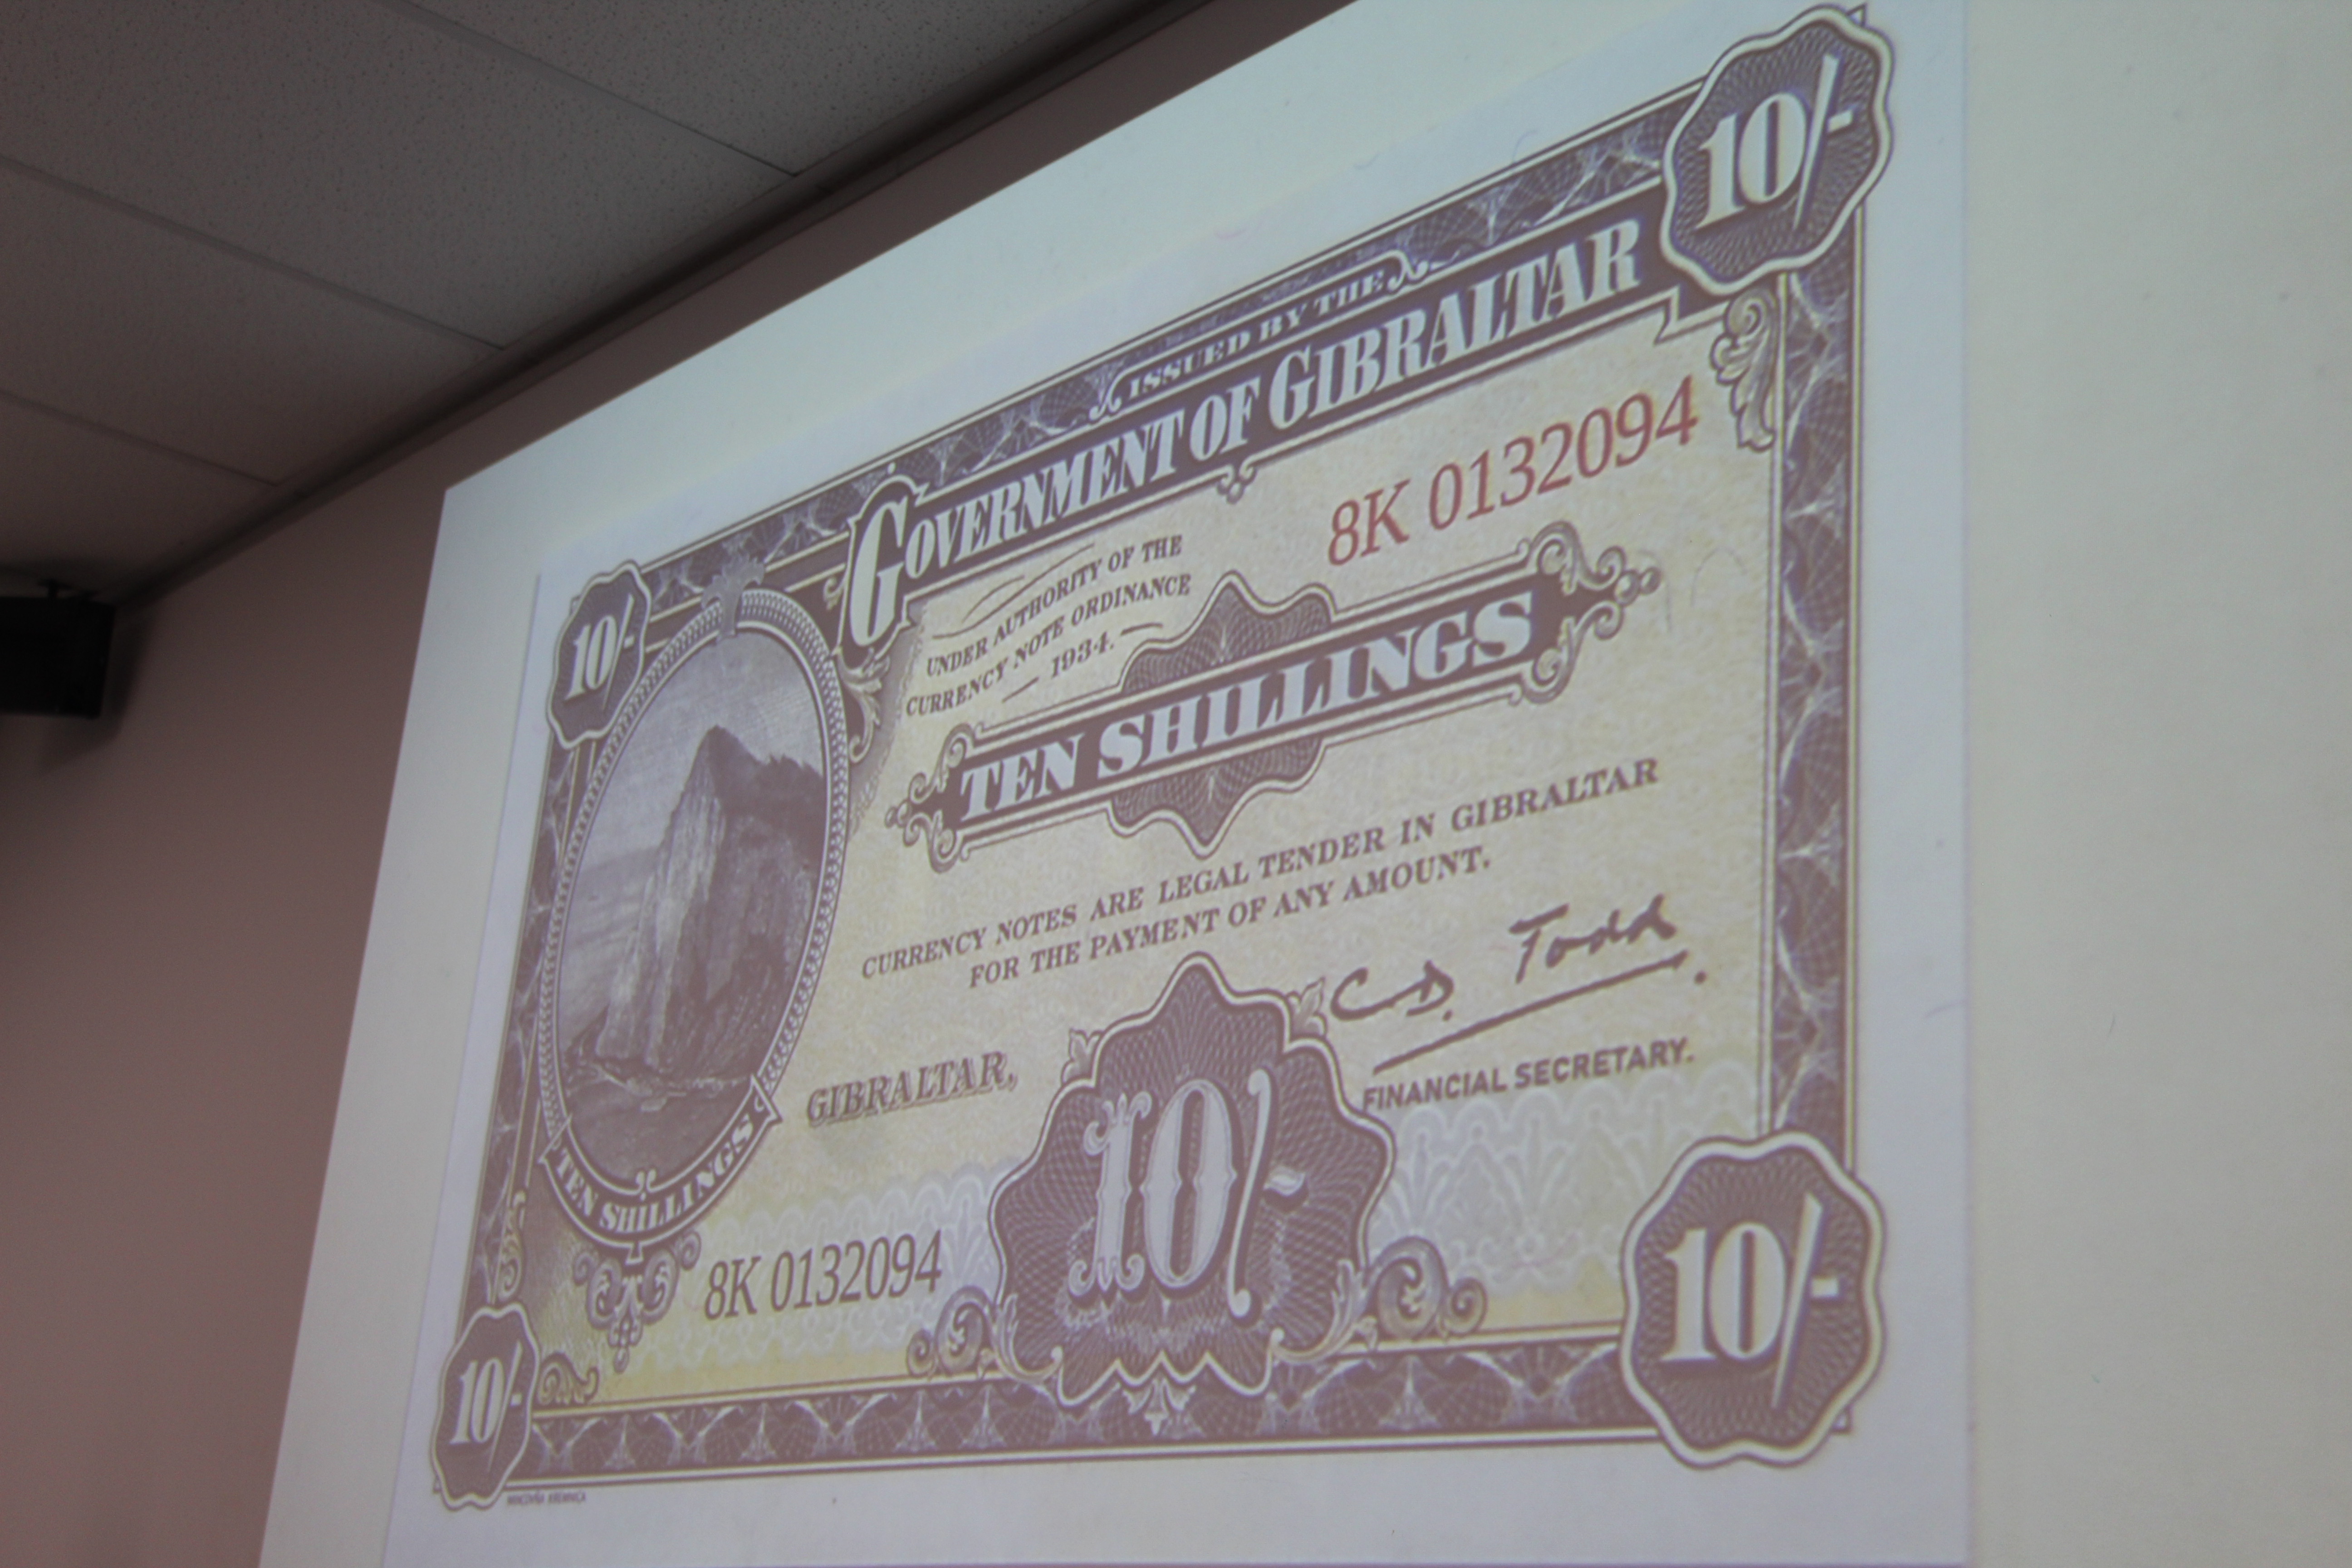 10/-
ISSUED BY THE
GOVERNMENT OF GIBRALTAR
10/-
8K 0132094
UNDER AUTHORITY OF THE
CURRENCY NOTE ORDINANCE
— 1934. —
TEN SHILLINGS
CURRENCY NOTES ARE LEGAL TENDER IN GIBRALTAR
FOR THE PAYMENT OF ANY AMOUNT.
C.D. Todd
GIBRALTAR,
FINANCIAL SECRETARY.
TEN SHILLINGS
10/-
8K 0132094
10/-
10/-